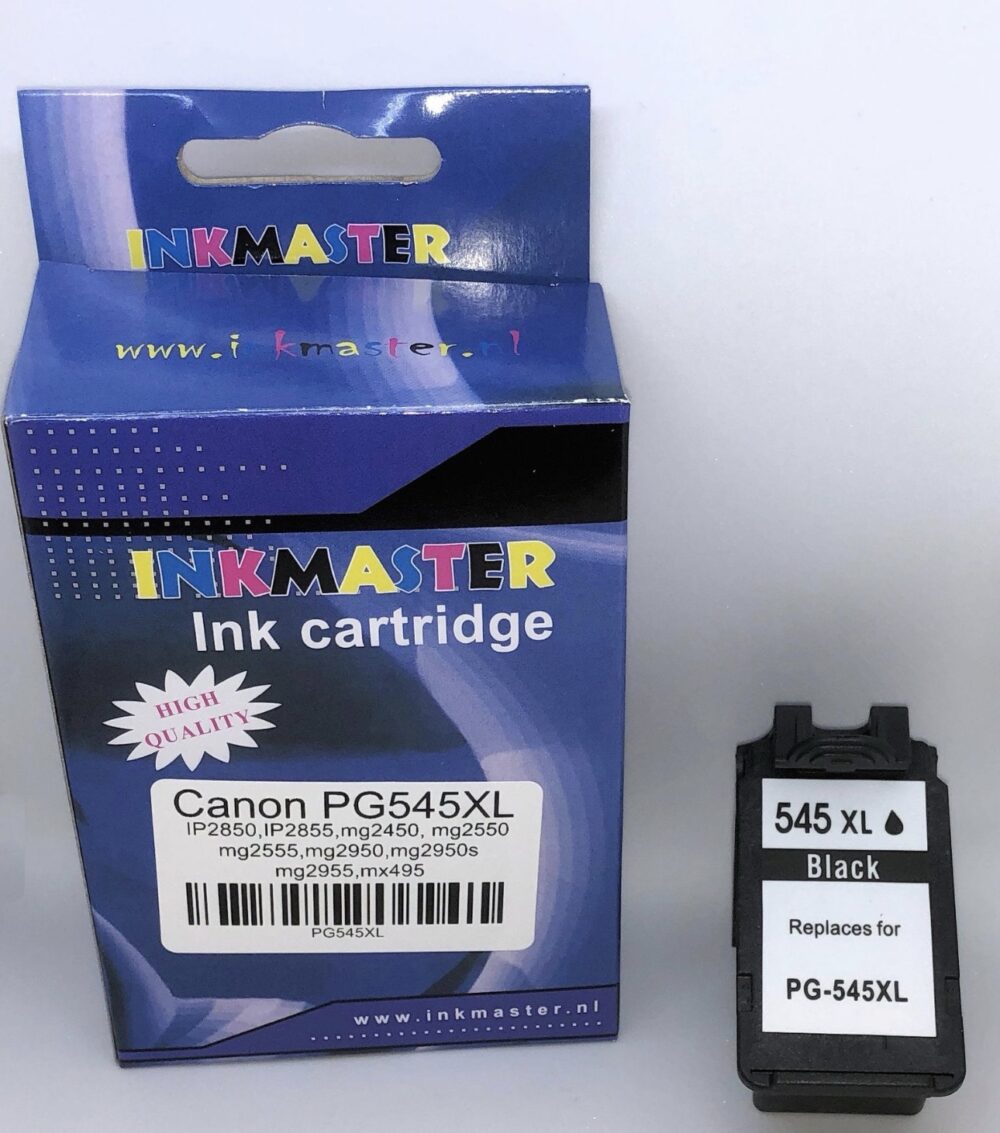 INKMASTER
www.inkmaster.nl
INKMASTER
Ink cartridge
HIGH
QUALITY
Canon PG545XL
IP2850,IP2855,mg2450, mg2550
mg2555,mg2950,mg2950s
mg2955,mx495
PG545XL
www.inkmaster.nl
545 XL
Black
Replaces for
PG-545XL